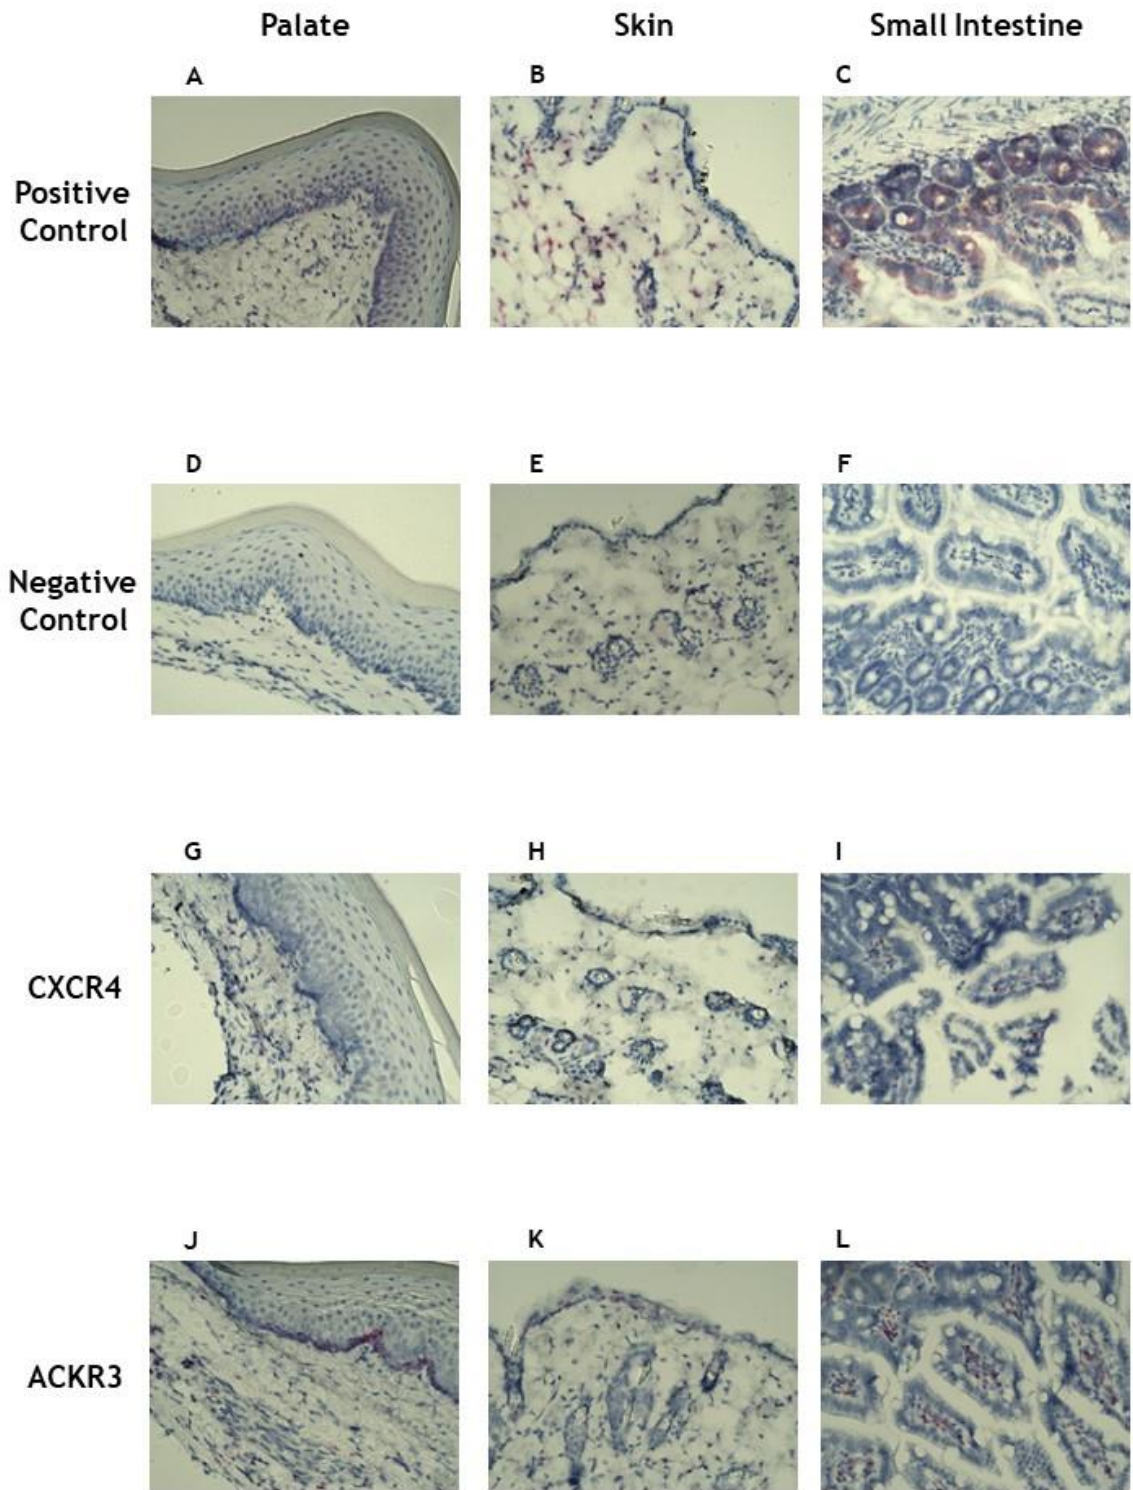 Palate Skin Small Intestine
A B C
Positive
Control
D E F
Negative
Control
G H I
CXCR4
J K L
ACKR3